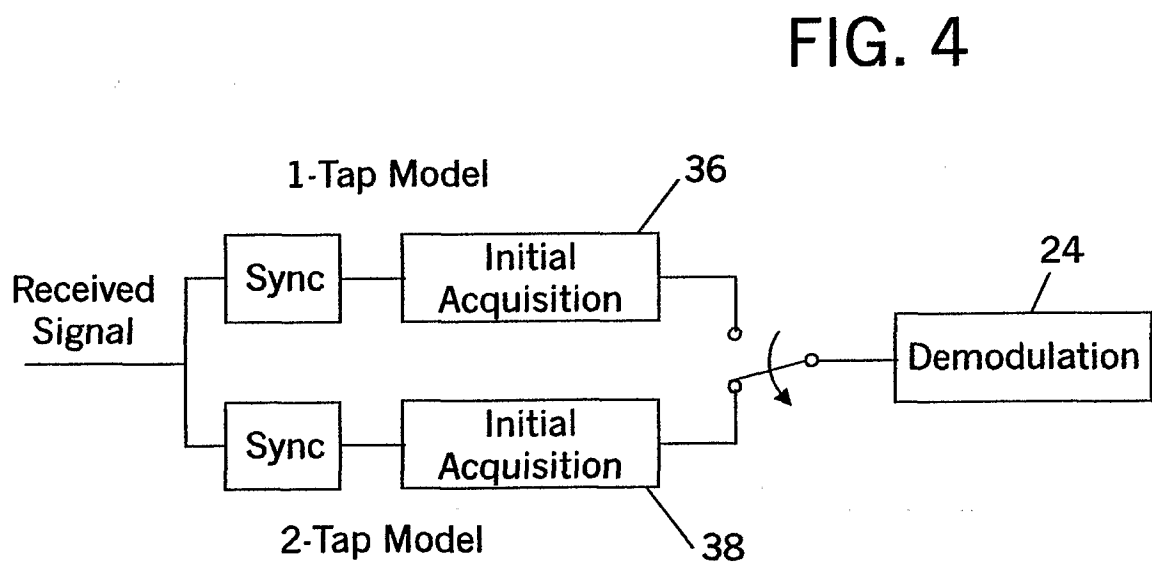 FIG. 4
1-Tap Model
36
Sync
Initial
Acquisition
Received
Signal
24
Demodulation
Sync
Initial
Acquisition
2-Tap Model
38